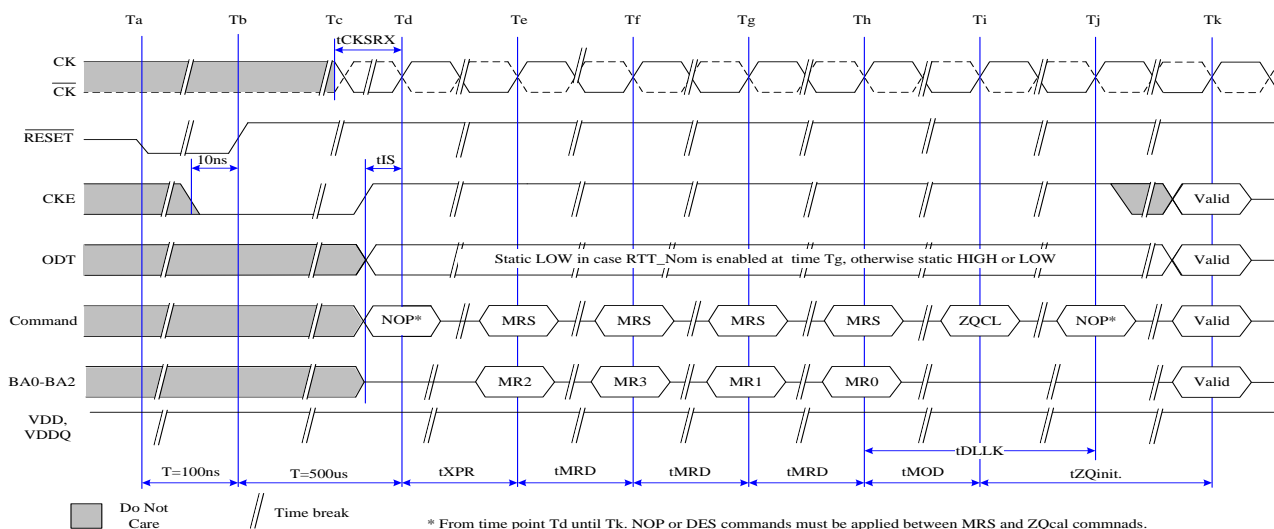 Ta Tb Tc Td Te Tf Tg Th Ti Tj Tk
tCKSRX
CK
CK
RESET
10ns tIS
CKE Valid
ODT Static LOW in case RTT_Nom is enabled at time Tg, otherwise static HIGH or LOW Valid
Command NOP* MRS MRS MRS MRS ZQCL NOP* Valid
BA0-BA2 MR2 MR3 MR1 MR0 Valid
VDD,
VDDQ
tDLLK
T=100ns T=500us tXPR tMRD tMRD tMRD tMOD tZQinit.
Do Not
Care
Time break
* From time point Td until Tk, NOP or DES commands must be applied between MRS and ZQcal commnads.